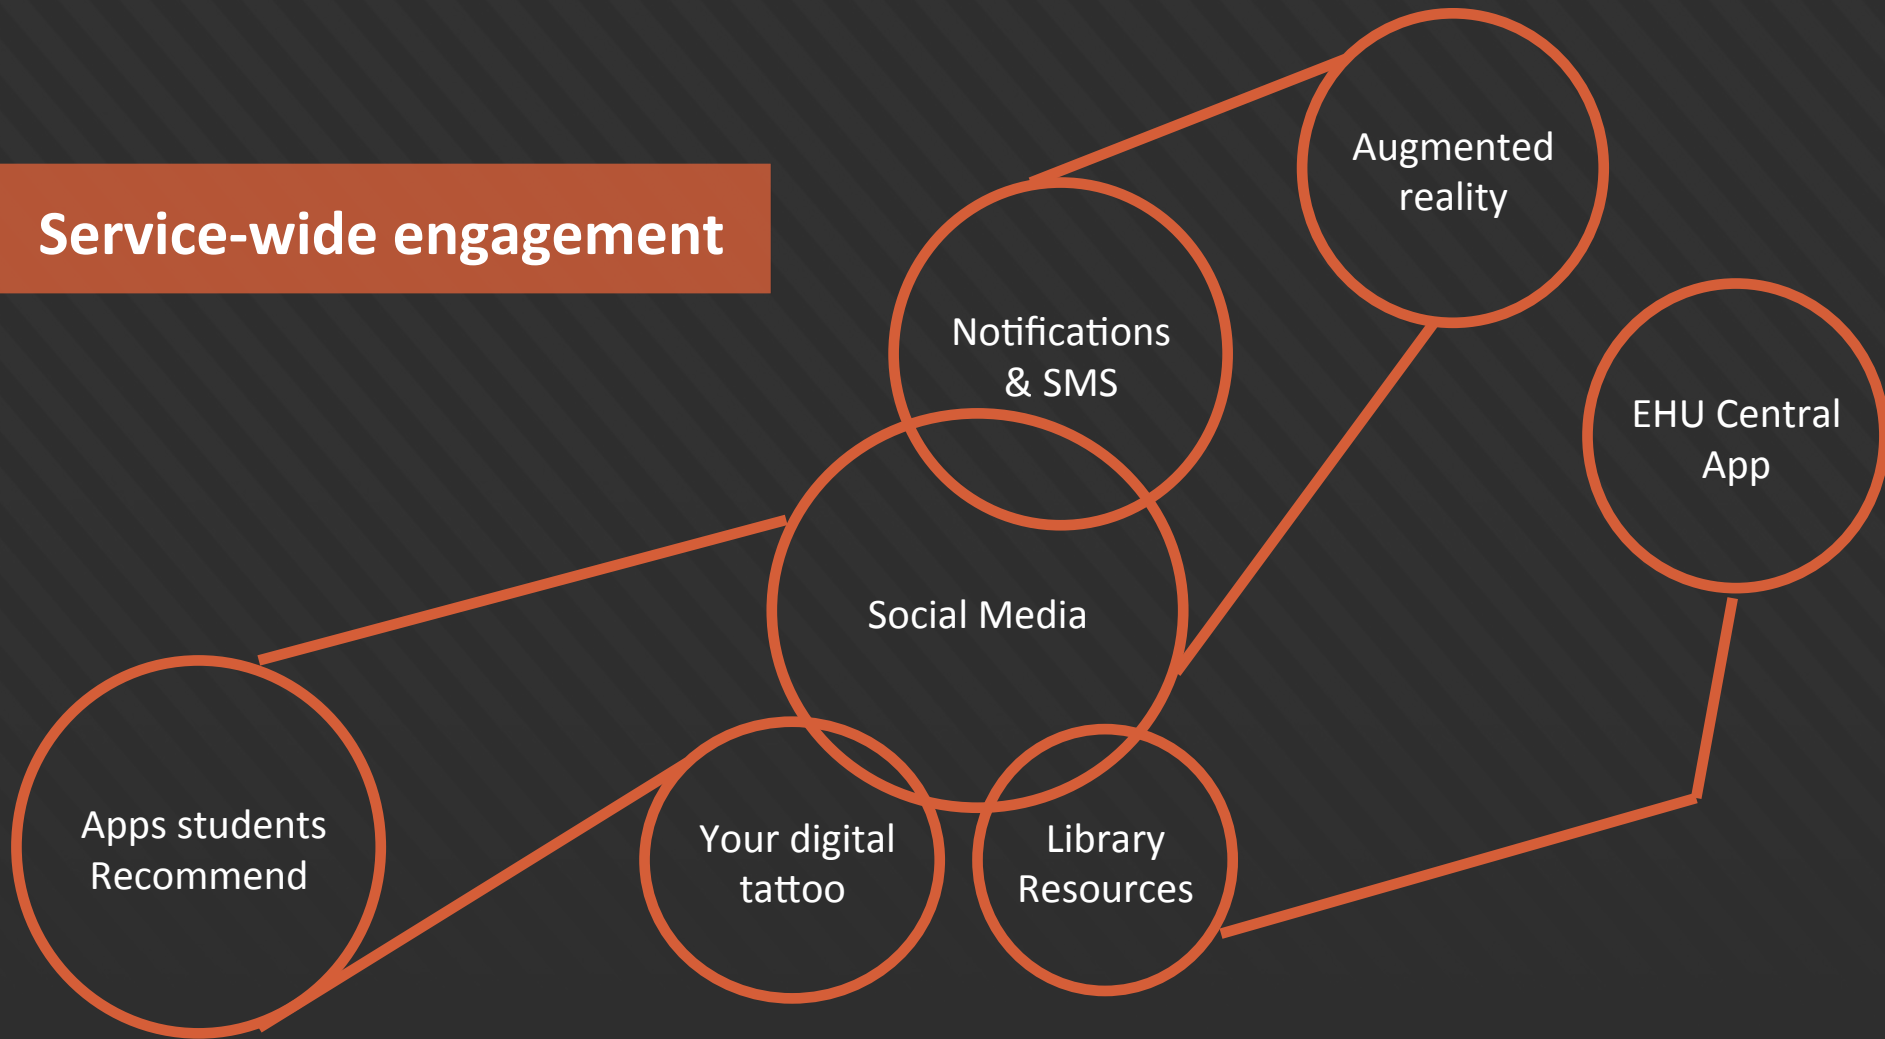 Service-wide engagement
Augmented
reality
Notifications
& SMS
EHU Central
App
Social Media
Apps students
Recommend
Your digital
tattoo
Library
Resources